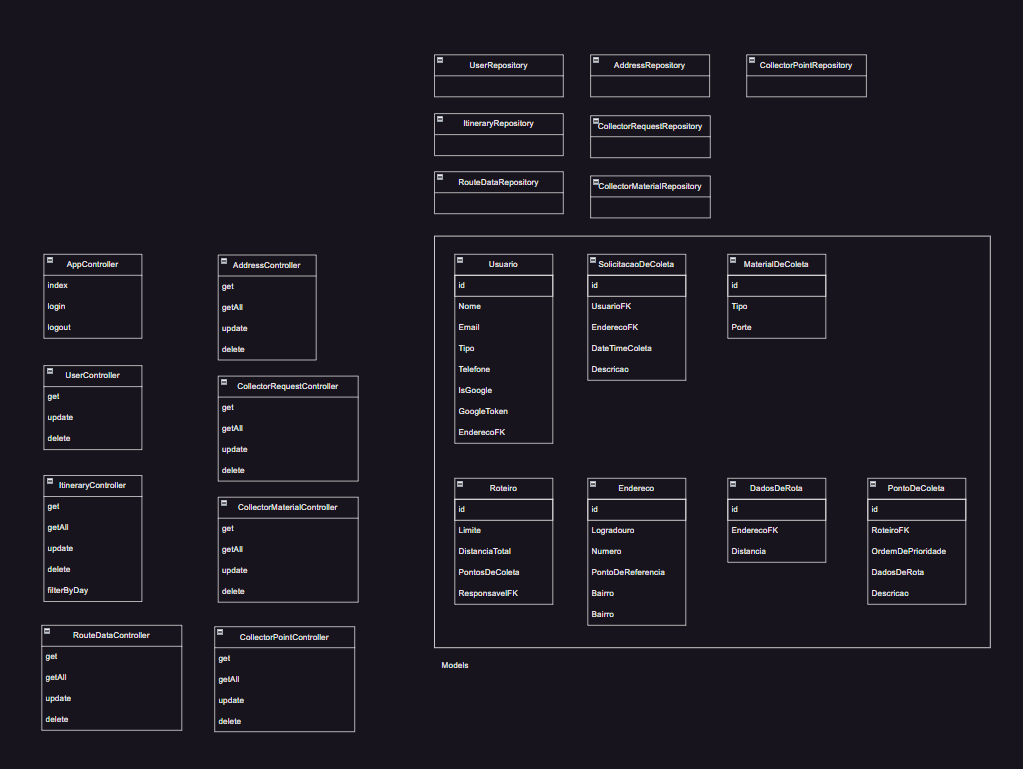 UserRepository
AddressRepository
CollectorPointRepository
ItineraryRepository
CollectorRequestRepository
RouteDataRepository
CollectorMaterialRepository
AppController
index
login
logout
AddressController
get
getAll
update
delete
UserController
get
update
delete
CollectorRequestController
get
getAll
update
delete
ItineraryController
get
getAll
update
delete
filterByDay
CollectorMaterialController
get
getAll
update
delete
RouteDataController
get
getAll
update
delete
CollectorPointController
get
getAll
update
delete
Usuario
id
Nome
Email
Tipo
Telefone
IsGoogle
GoogleToken
EnderecoFK
SolicitacaoDeColeta
id
UsuarioFK
EnderecoFK
DateTimeColeta
Descricao
MaterialDeColeta
id
Tipo
Porte
Roteiro
id
Limite
DistanciaTotal
PontosDeColeta
ResponsavelFK
Endereco
id
Logradouro
Numero
PontoDeReferencia
Bairro
Bairro
DadosDeRota
id
EnderecoFK
Distancia
PontoDeColeta
id
RoteiroFK
OrdemDePrioridade
DadosDeRota
Descricao
Models